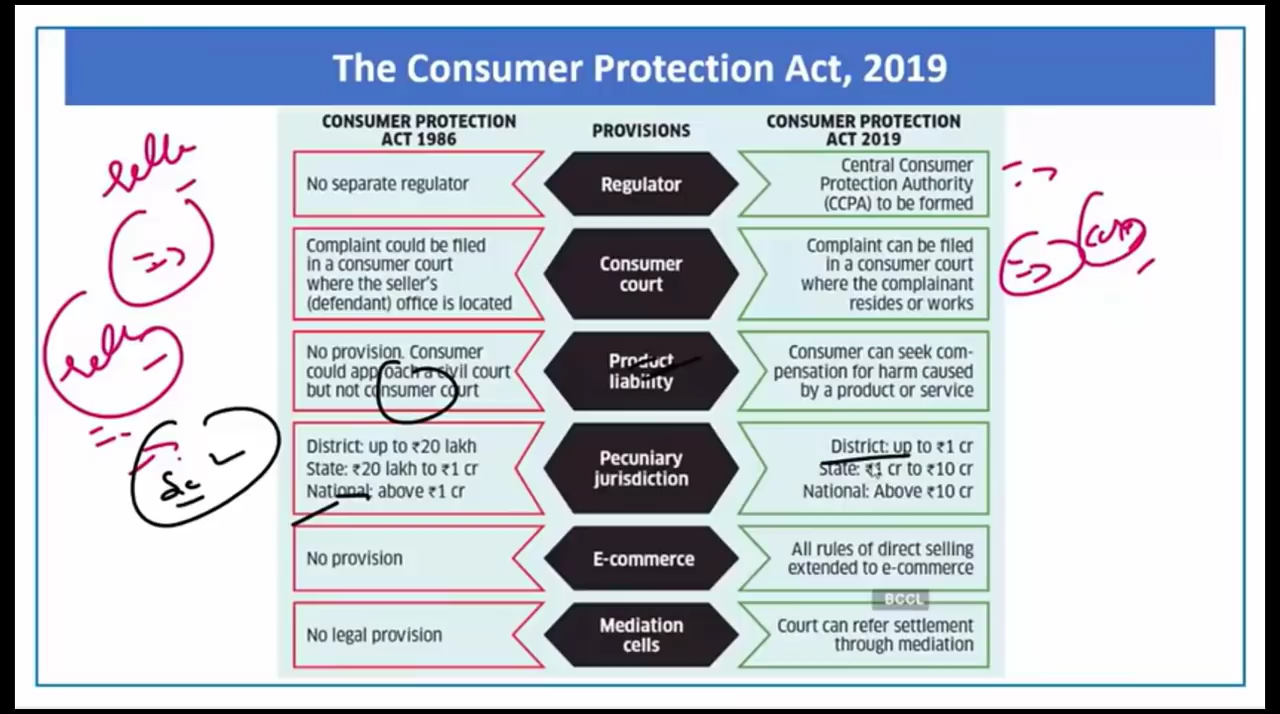 The Consumer Protection Act, 2019
CONSUMER PROTECTION
ACT 1986
PROVISIONS
CONSUMER PROTECTION
ACT 2019
No separate regulator
Regulator
Central Consumer
Protection Authority
(CCPA) to be formed
Complaint could be filed
in a consumer court
where the seller's
(defendant) office is located
Consumer
court
Complaint can be filed
in a consumer court
where the complainant
resides or works
No provision. Consumer
could approach a civil court
but not consumer court
Product
liability
Consumer can seek com-
pensation for harm caused
by a product or service
District: up to ₹20 lakh
State: ₹20 lakh to ₹1 cr
National: above ₹1 cr
Pecuniary
jurisdiction
District: up to ₹1 cr
State: ₹1 cr to ₹10 cr
National: Above ₹10 cr
No provision
E-commerce
All rules of direct selling
extended to e-commerce
BCCL
No legal provision
Mediation
cells
Court can refer settlement
through mediation